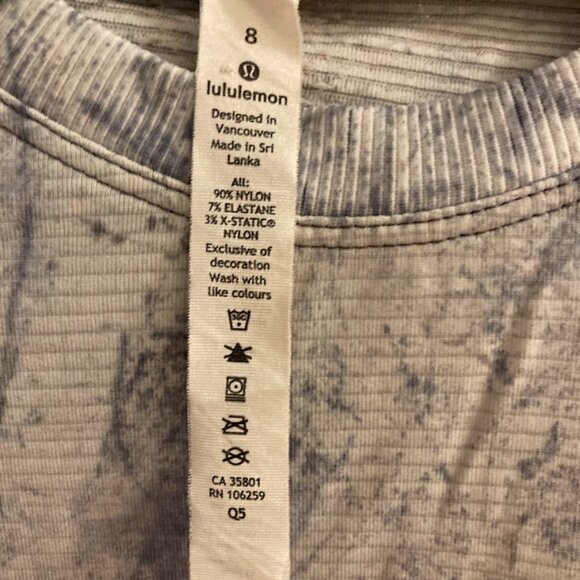 8
lululemon
Designed in
Vancouver
Made in Sri
Lanka
All:
90% NYLON
7% ELASTANE
3% X-STATIC®
NYLON
Exclusive of
decoration
Wash with
like colours
CA 35801
RN 106259
Q5